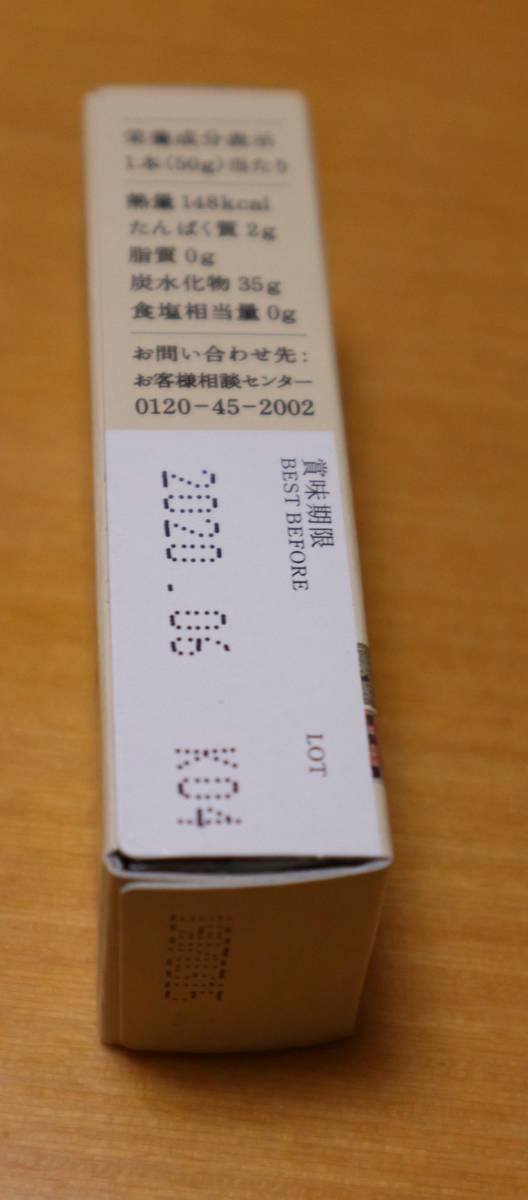 栄養成分表示
1本(50g)当たり
熱量 148kcal
たんぱく質 2g
脂質 0g
炭水化物 35g
食塩相当量 0g
お問い合わせ先:
お客様相談センター
0120-45-2002
賞味期限
BEST BEFORE
2020.06
LOT